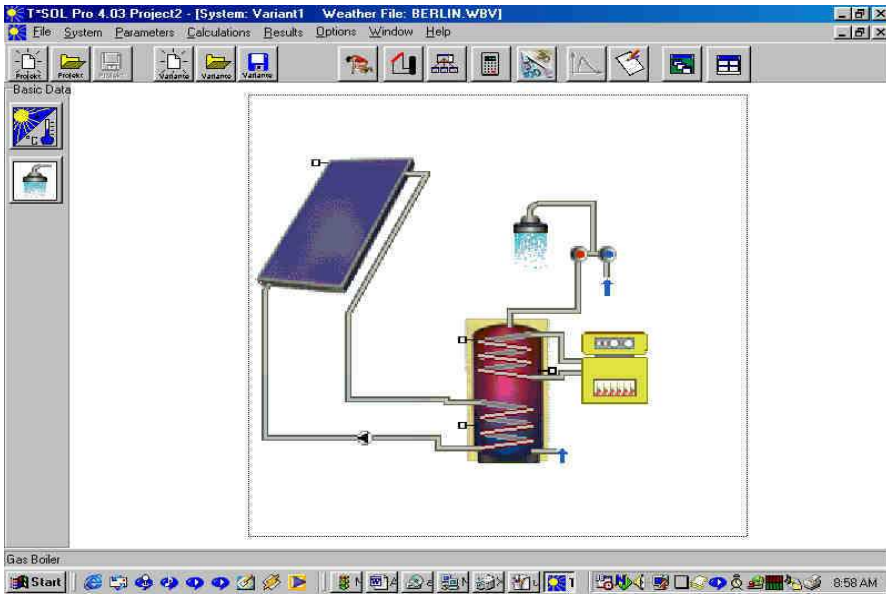 T*SOL Pro 4.03 Project2 - [System: Variant1 Weather File: BERLIN.WBV]
File System Parameters Calculations Results Options Window Help
Projekt Projekt Projekt Variante Variante Variante
Basic Data
°C
Gas Boiler
Start 8:58 AM